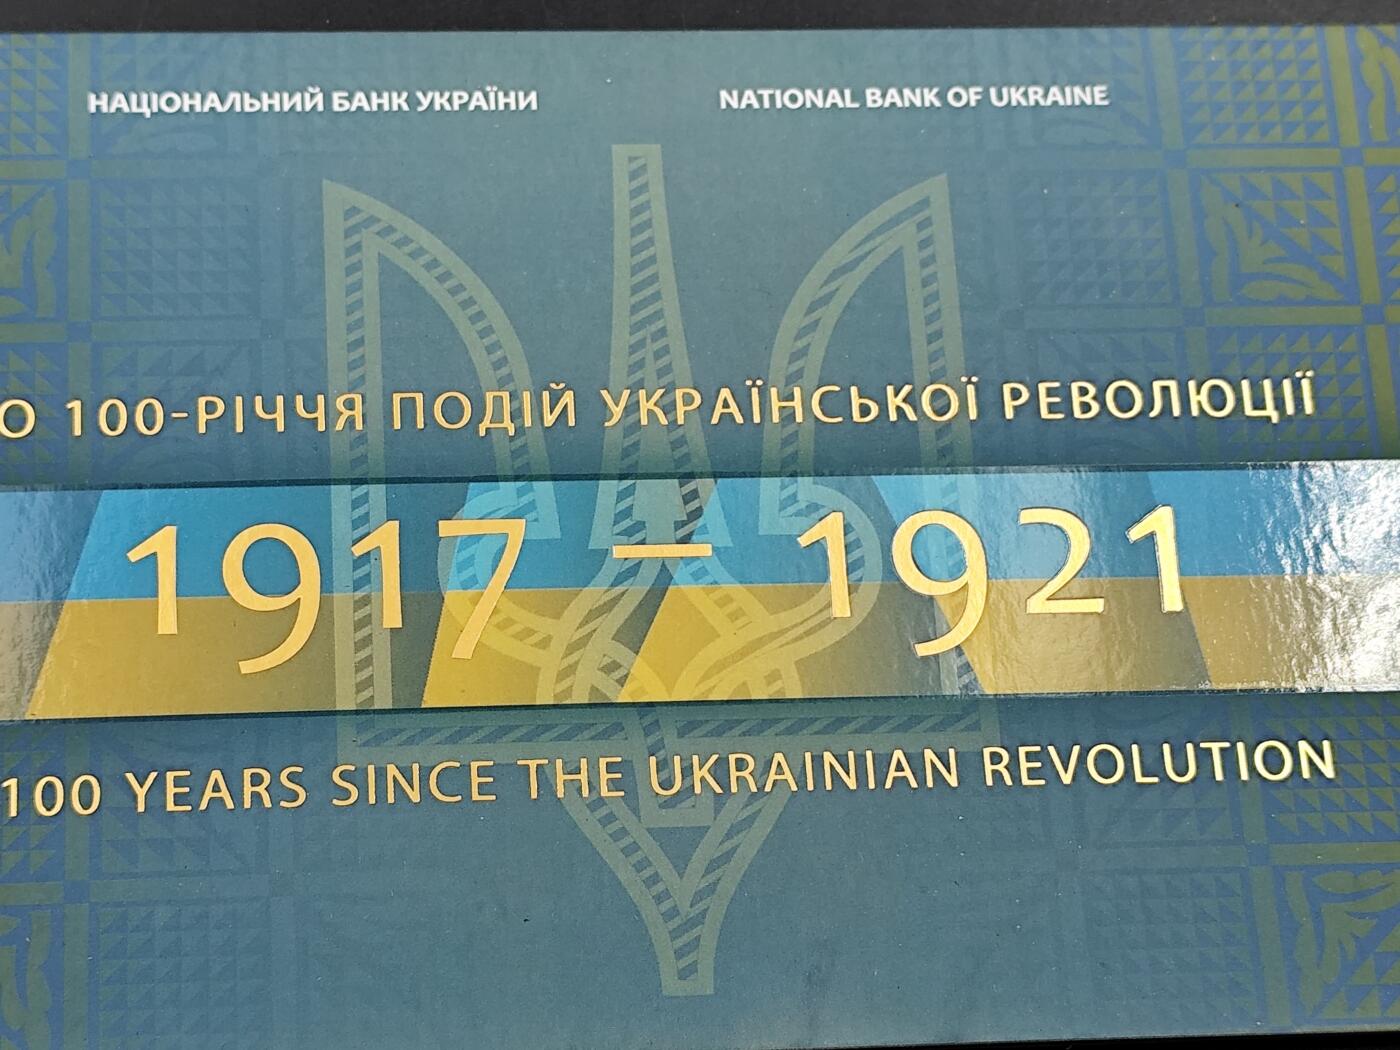 НАЦІОНАЛЬНИЙ БАНК УКРАЇНИ
NATIONAL BANK OF UKRAINE
О 100-РІЧЧЯ ПОДІЙ УКРАЇНСЬКОЇ РЕВОЛЮЦІЇ
1917 – 1921
100 YEARS SINCE THE UKRAINIAN REVOLUTION